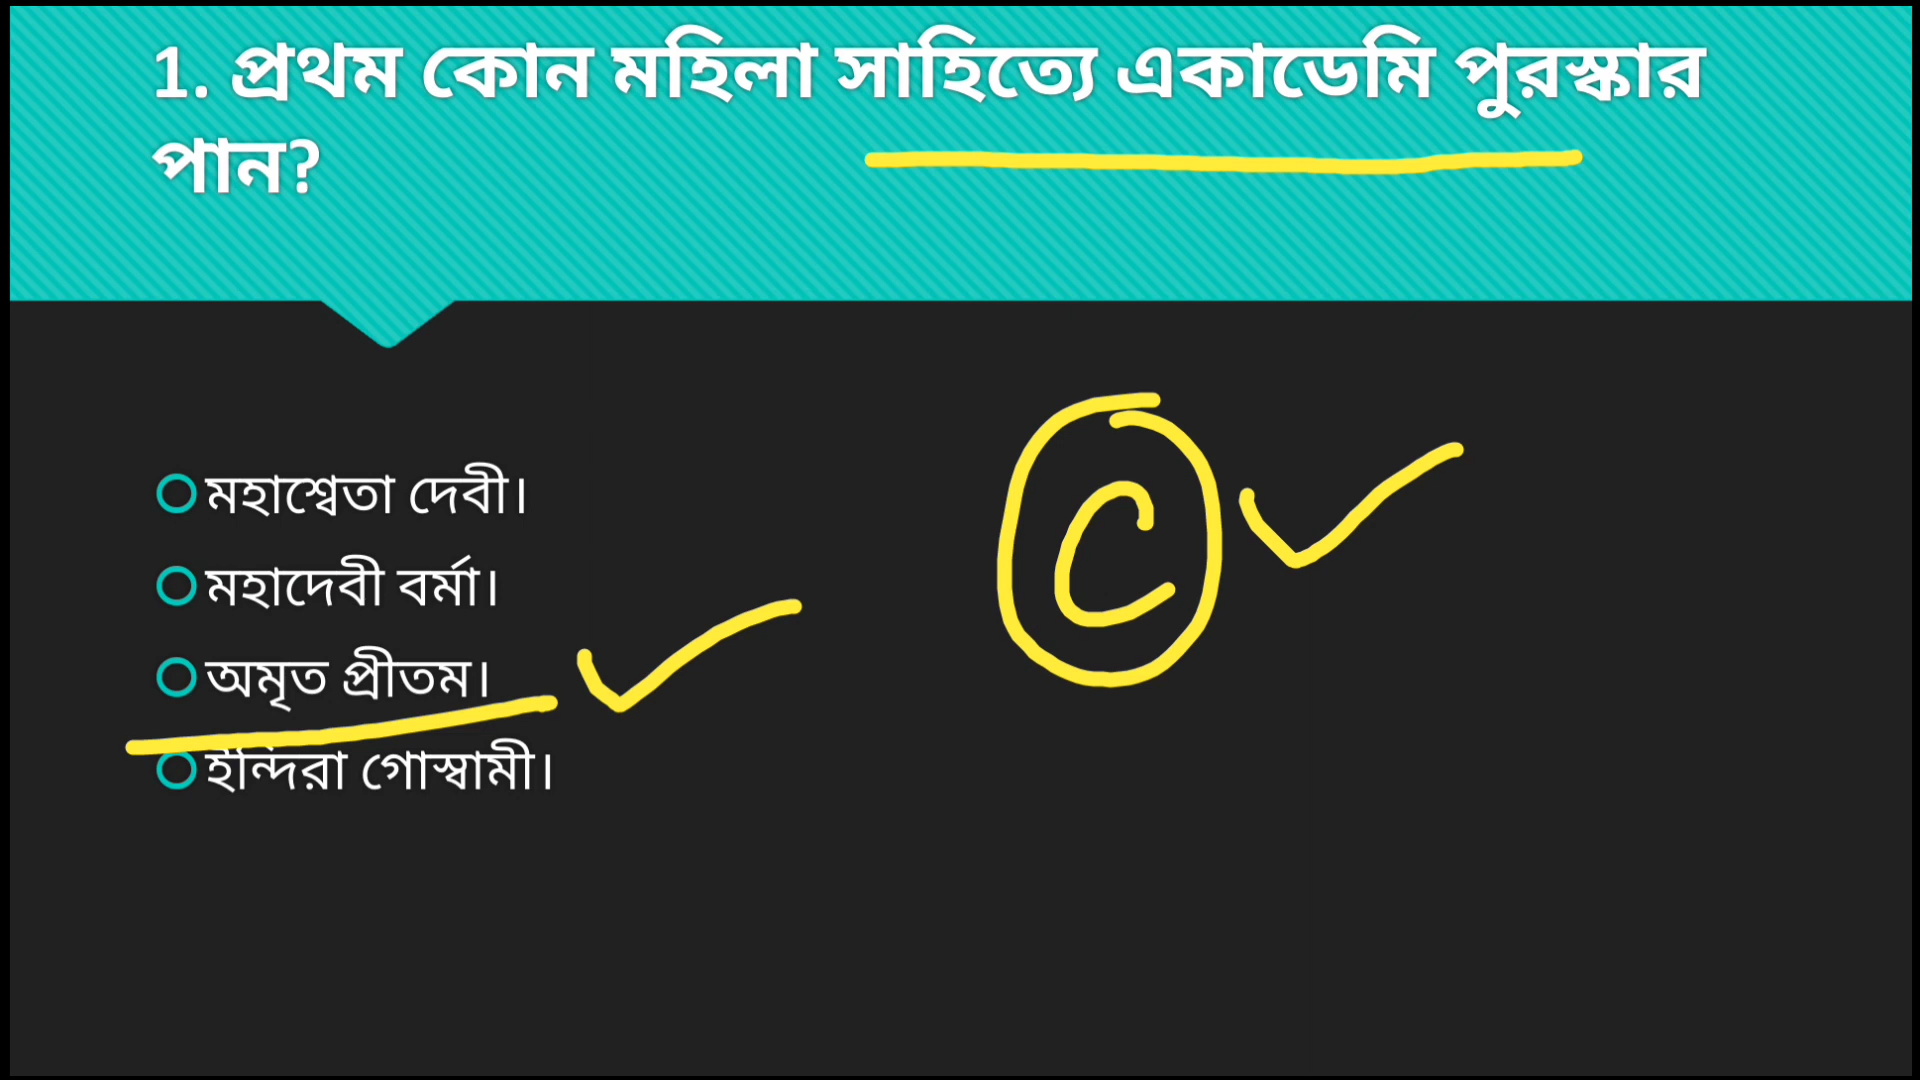 1. প্রথম কোন মহিলা সাহিত্যে একাডেমি পুরস্কার
পান?
মহাশ্বেতা দেবী।
মহাদেবী বর্মা।
অমৃত প্রীতম।
ইন্দিরা গোস্বামী।
C